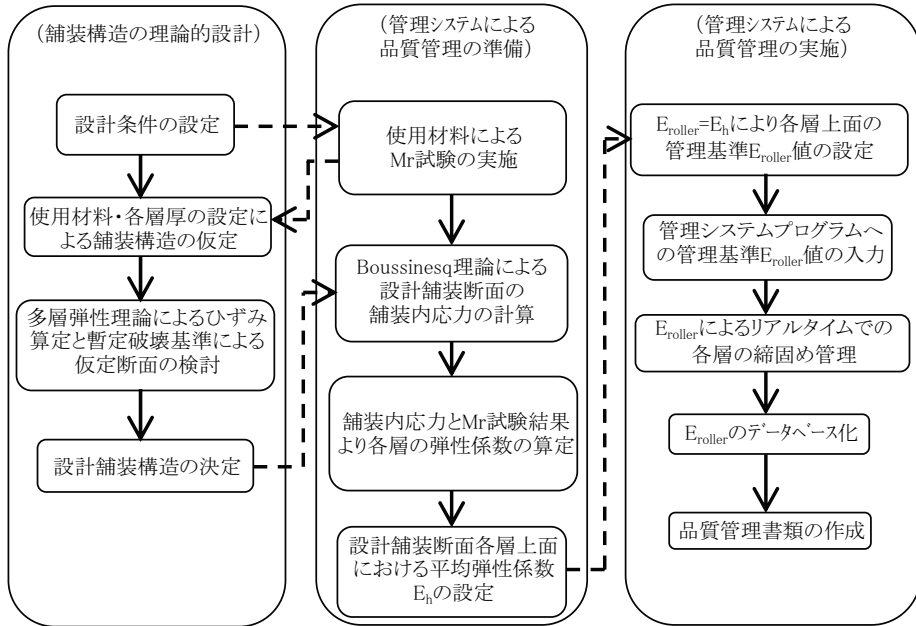 (舗装構造の理論的設計)
設計条件の設定
使用材料・各層厚の設定に
よる舗装構造の仮定
多層弾性理論によるひずみ
算定と暫定破壊基準による
仮定断面の検討
設計舗装構造の決定
(管理システムによる
品質管理の準備)
使用材料による
Mr試験の実施
Boussinesq理論による
設計舗装断面の
舗装内応力の計算
舗装内応力とMr試験結果
より各層の弾性係数の算定
設計舗装断面各層上面
における平均弾性係数
Ehの設定
(管理システムによる
品質管理の実施)
Eroller=Ehにより各層上面の
管理基準Eroller値の設定
管理システムプログラムへ
の管理基準Eroller値の入力
Erollerによるリアルタイムでの
各層の締固め管理
Erollerのデータベース化
品質管理書類の作成